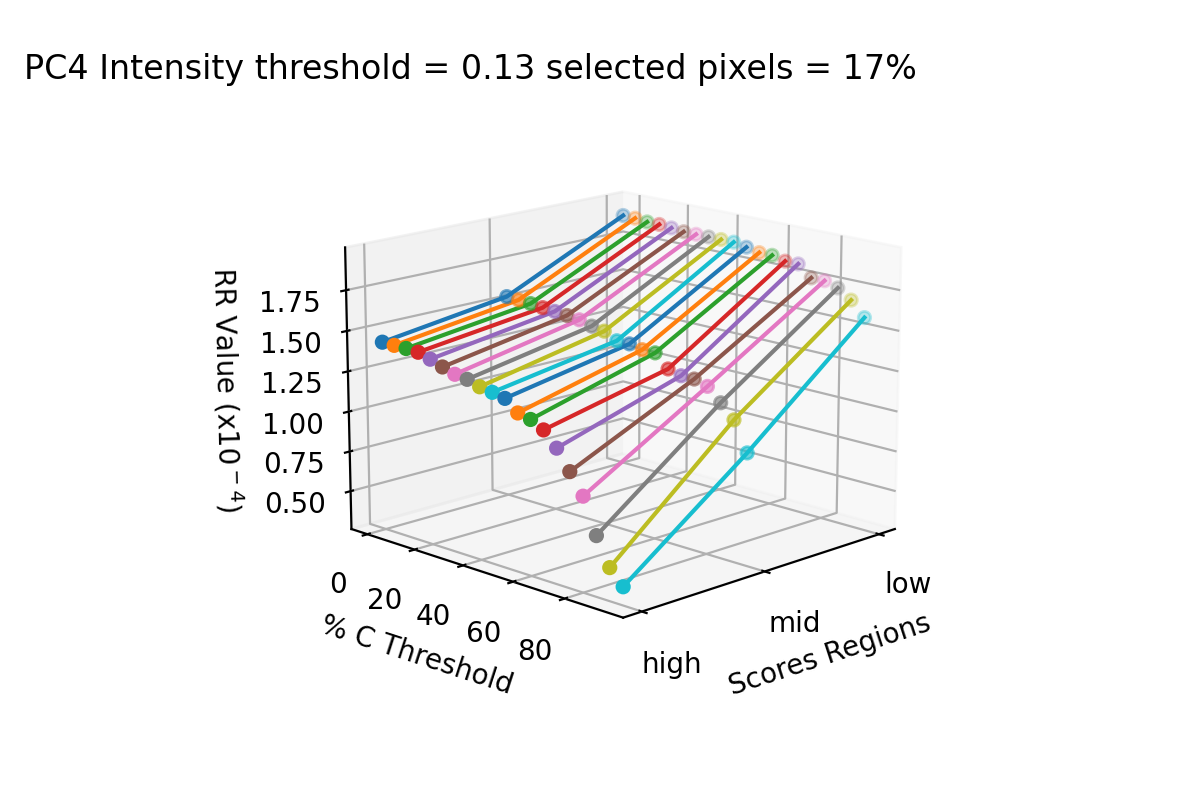 PC4 Intensity threshold = 0.13 selected pixels = 17%
RR Value (x10⁻⁴)
1.75
1.50
1.25
1.00
0.75
0.50
0
20
40
60
80
% C Threshold
high
mid
low
Scores Regions